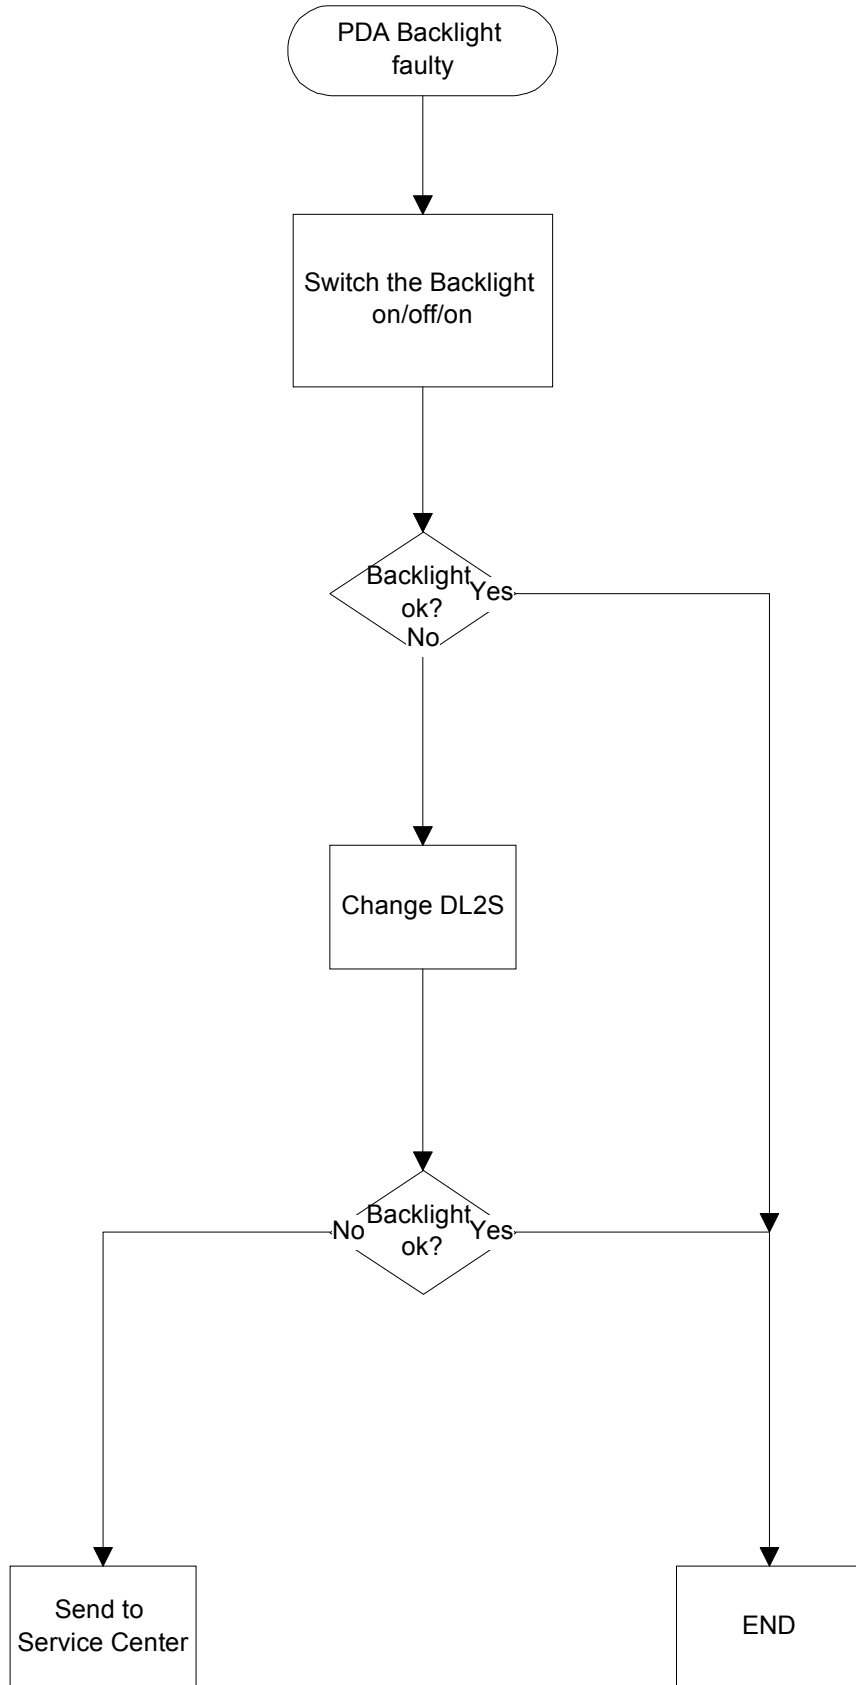 PDA Backlight
faulty
Switch the Backlight
on/off/on
Backlight
ok?
Yes
No
Change DL2S
Backlight
ok?
No
Yes
Send to
Service Center
END